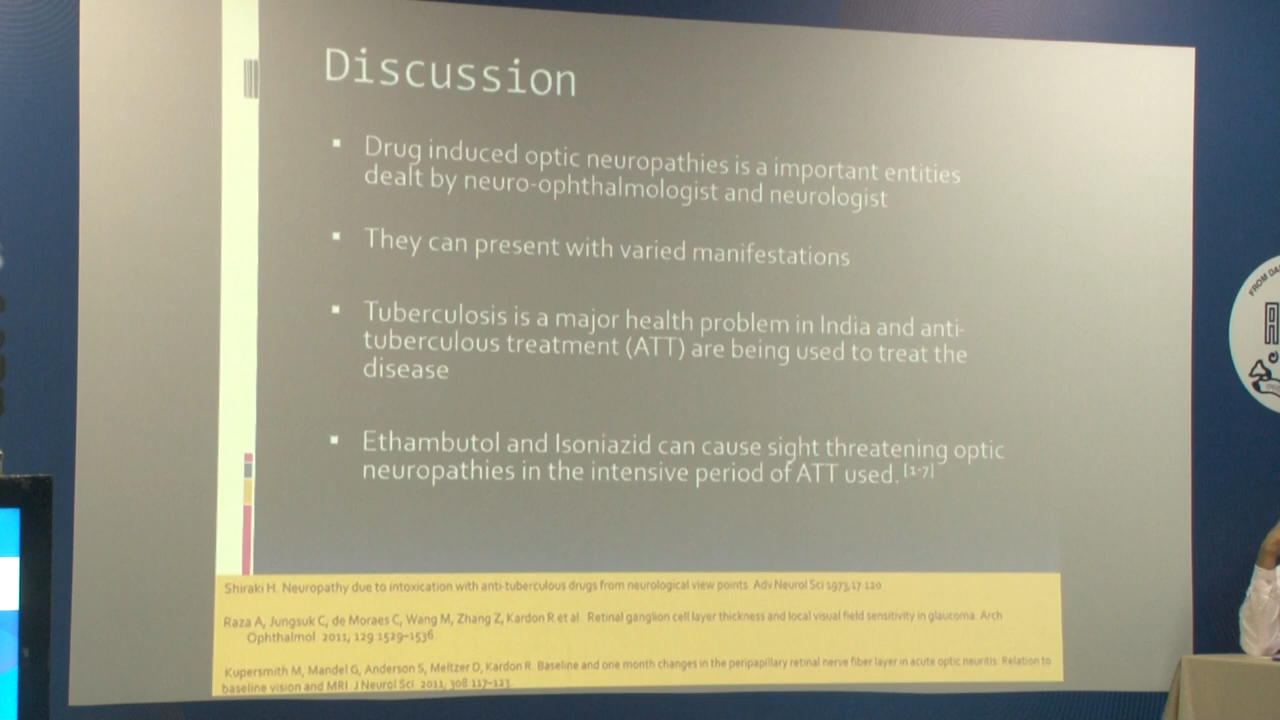 Discussion
▪ Drug induced optic neuropathies is a important entities
dealt by neuro-ophthalmologist and neurologist
▪ They can present with varied manifestations
▪ Tuberculosis is a major health problem in India and anti-
tuberculous treatment (ATT) are being used to treat the
disease
▪ Ethambutol and Isoniazid can cause sight threatening optic
neuropathies in the intensive period of ATT used. [1-7]
Shiraki H. Neuropathy due to intoxication with anti-tuberculous drugs from neurological view points. Adv Neurol Sci 1973;17:120
Raza A, Jungsuk C, de Moraes C, Wang M, Zhang Z, Kardon R et al. Retinal ganglion cell layer thickness and local visual field sensitivity in glaucoma. Arch
Ophthalmol. 2011; 129:1529–1536.
Kupersmith M, Mandel G, Anderson S, Meltzer D, Kardon R. Baseline and one month changes in the peripapillary retinal nerve fiber layer in acute optic neuritis: Relation to
baseline vision and MRI. J Neurol Sci. 2011; 308:117–123.
FROM